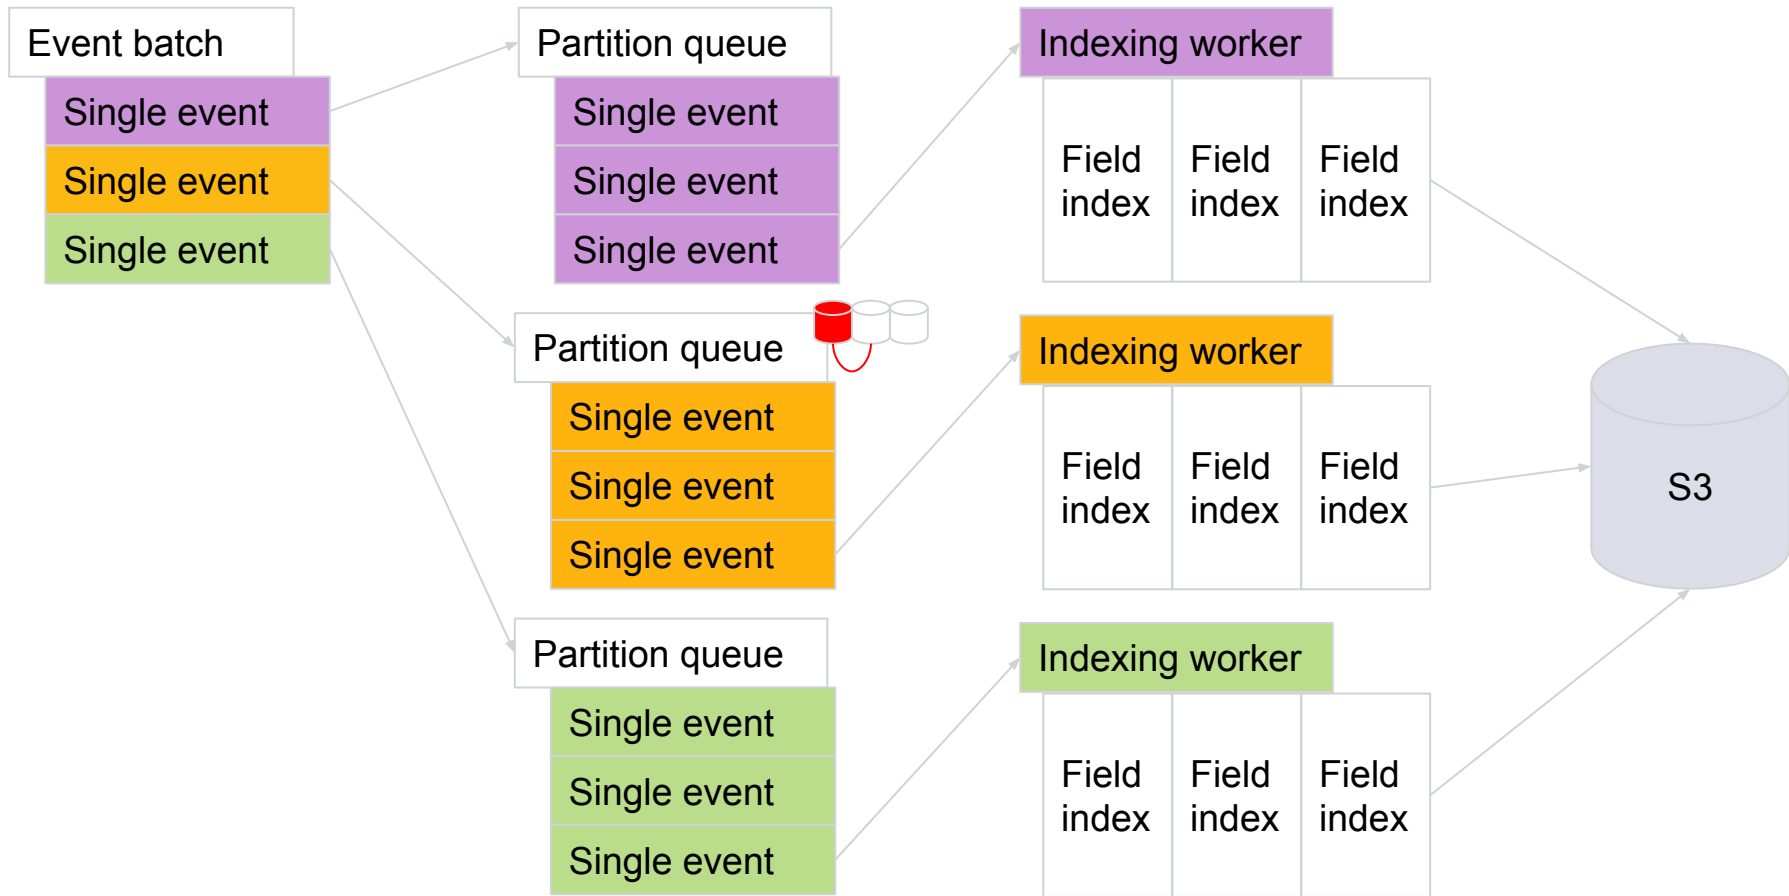 Event batch
Single event
Single event
Single event
Partition queue
Single event
Single event
Single event
Partition queue
Single event
Single event
Single event
Partition queue
Single event
Single event
Single event
Indexing worker
Field
index
Field
index
Field
index
Indexing worker
Field
index
Field
index
Field
index
Indexing worker
Field
index
Field
index
Field
index
S3